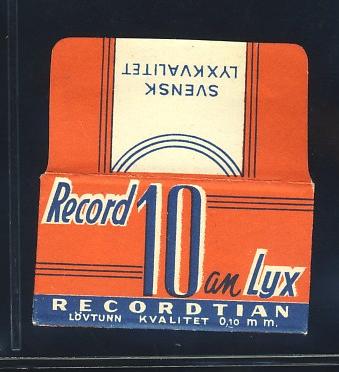 SVENSK
LYXKVALITET
Record 10 an Lyx
RECORDTIAN
LÖVTUNN KVALITET 0,10 m m.